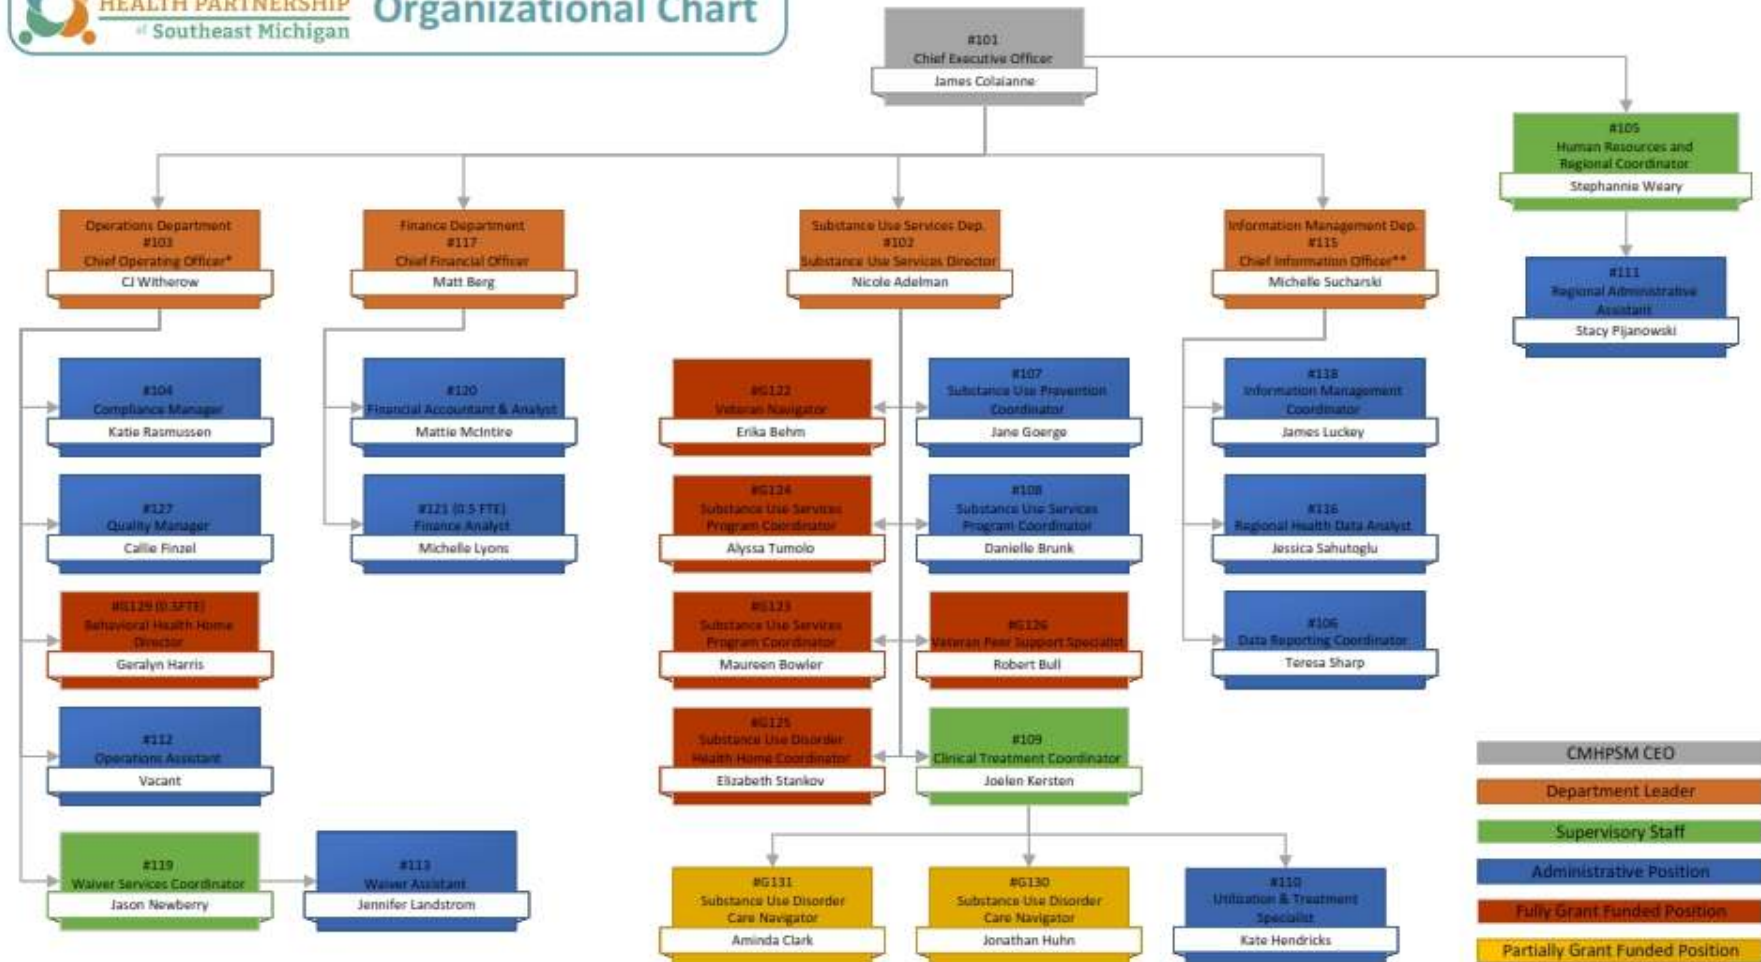 HEALTH PARTNERSHIP
of Southeast Michigan
Organizational Chart
#101
Chief Executive Officer
James Colaianne
#105
Human Resources and
Regional Coordinator
Stephannie Weary
#111
Regional Administrative
Assistant
Stacy Pijanowski
Operations Department
#103
Chief Operating Officer*
CJ Witherow
Finance Department
#117
Chief Financial Officer
Matt Berg
Substance Use Services Dep.
#102
Substance Use Services Director
Nicole Adelman
Information Management Dep.
#115
Chief Information Officer**
Michelle Sucharski
#104
Compliance Manager
Katie Rasmussen
#127
Quality Manager
Callie Finzel
#G129 (0.5FTE)
Behavioral Health Home
Director
Geralyn Harris
#112
Operations Assistant
Vacant
#119
Waiver Services Coordinator
Jason Newberry
#113
Waiver Assistant
Jennifer Landstrom
#120
Financial Accountant & Analyst
Mattie McIntire
#121 (0.5 FTE)
Finance Analyst
Michelle Lyons
#G122
Veteran Navigator
Erika Behm
#107
Substance Use Prevention
Coordinator
Jane Goerge
#G124
Substance Use Services
Program Coordinator
Alyssa Tumolo
#108
Substance Use Services
Program Coordinator
Danielle Brunk
#G123
Substance Use Services
Program Coordinator
Maureen Bowler
#G126
Veteran Peer Support Specialist
Robert Bull
#G125
Substance Use Disorder
Health Home Coordinator
Elizabeth Stankov
#109
Clinical Treatment Coordinator
Joelen Kersten
#G131
Substance Use Disorder
Care Navigator
Aminda Clark
#G130
Substance Use Disorder
Care Navigator
Jonathan Huhn
#110
Utilization & Treatment
Specialist
Kate Hendricks
#118
Information Management
Coordinator
James Luckey
#116
Regional Health Data Analyst
Jessica Sahutoglu
#106
Data Reporting Coordinator
Teresa Sharp
CMHPSM CEO
Department Leader
Supervisory Staff
Administrative Position
Fully Grant Funded Position
Partially Grant Funded Position